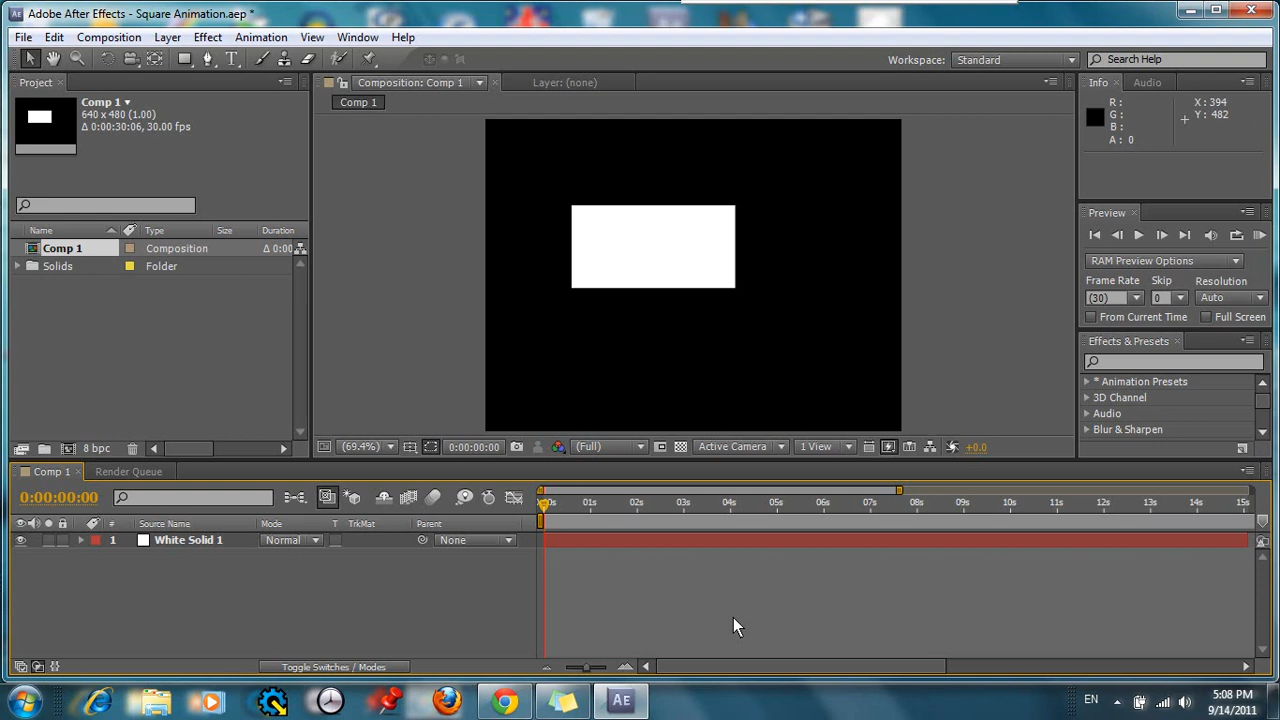 Ae Adobe After Effects - Square Animation.aep *
File Edit Composition Layer Effect Animation View Window Help
T Workspace: Standard Search Help
Project × Composition: Comp 1 × Layer: (none) Info × Audio
Comp 1 ▾
640 x 480 (1.00)
Δ 0:00:30:06, 30.00 fps
Comp 1
R: X: 394
G: Y: 482
B:
A: 0
Preview ×
RAM Preview Options
Frame Rate Skip Resolution
(30) 0 Auto
From Current Time Full Screen
Effects & Presets ×
* Animation Presets
3D Channel
Audio
Blur & Sharpen
Name Type Size Duration
Comp 1 Composition Δ 0:00
Solids Folder
8 bpc (69.4%) 0:00:00:00 (Full) Active Camera 1 View +0.0
Comp 1 × Render Queue
0:00:00:00
01s 02s 03s 04s 05s 06s 07s 08s 09s 10s 11s 12s 13s 14s
# Source Name Mode T TrkMat Parent
1 White Solid 1 Normal None
Toggle Switches / Modes
Ae EN 5:08 PM
9/14/2011